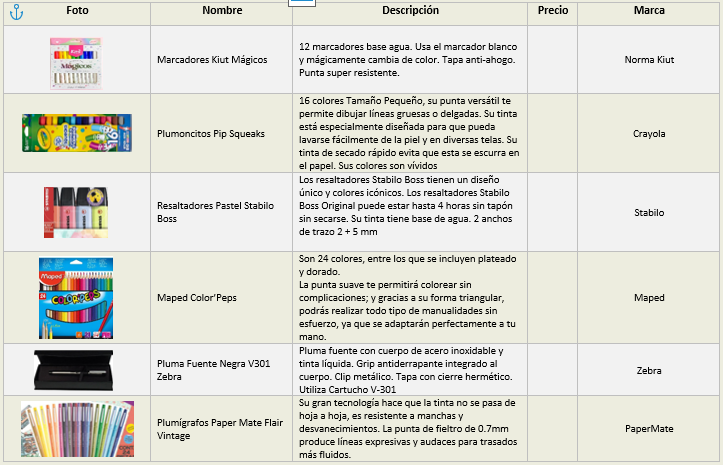 Foto Nombre Descripción Precio Marca
Marcadores Kiut Mágicos
12 marcadores base agua. Usa el marcador blanco
y mágicamente cambia de color. Tapa anti-ahogo.
Punta super resistente.
Norma Kiut
Plumoncitos Pip Squeaks
16 colores Tamaño Pequeño, su punta versátil te
permite dibujar líneas gruesas o delgadas. Su tinta
está especialmente diseñada para que pueda
lavarse fácilmente de la piel y en diversas telas. Su
tinta de secado rápido evita que esta se escurra en
el papel. Sus colores son vívidos
Crayola
Resaltadores Pastel Stabilo
Boss
Los resaltadores Stabilo Boss tienen un diseño
único y colores icónicos. Los resaltadores Stabilo
Boss Original puede estar hasta 4 horas sin tapón
sin secarse. Su tinta tiene base de agua. 2 anchos
de trazo 2 + 5 mm
Stabilo
Maped
COLOR'PEPS
24
Maped Color'Peps
Son 24 colores, entre los que se incluyen plateado
y dorado.
La punta suave te permitirá colorear sin
complicaciones; y gracias a su forma triangular,
podrás realizar todo tipo de manualidades sin
esfuerzo, ya que se adaptarán perfectamente a tu
mano.
Maped
Pluma Fuente Negra V301
Zebra
Pluma fuente con cuerpo de acero inoxidable y
tinta líquida. Grip antiderrapante integrado al
cuerpo. Clip metálico. Tapa con cierre hermético.
Utiliza Cartucho V-301
Zebra
Plumígrafos Paper Mate Flair
Vintage
Su gran tecnología hace que la tinta no se pasa de
hoja a hoja, es resistente a manchas y
desvanecimientos. La punta de fieltro de 0.7mm
produce líneas expresivas y audaces para trasados
más fluidos.
PaperMate